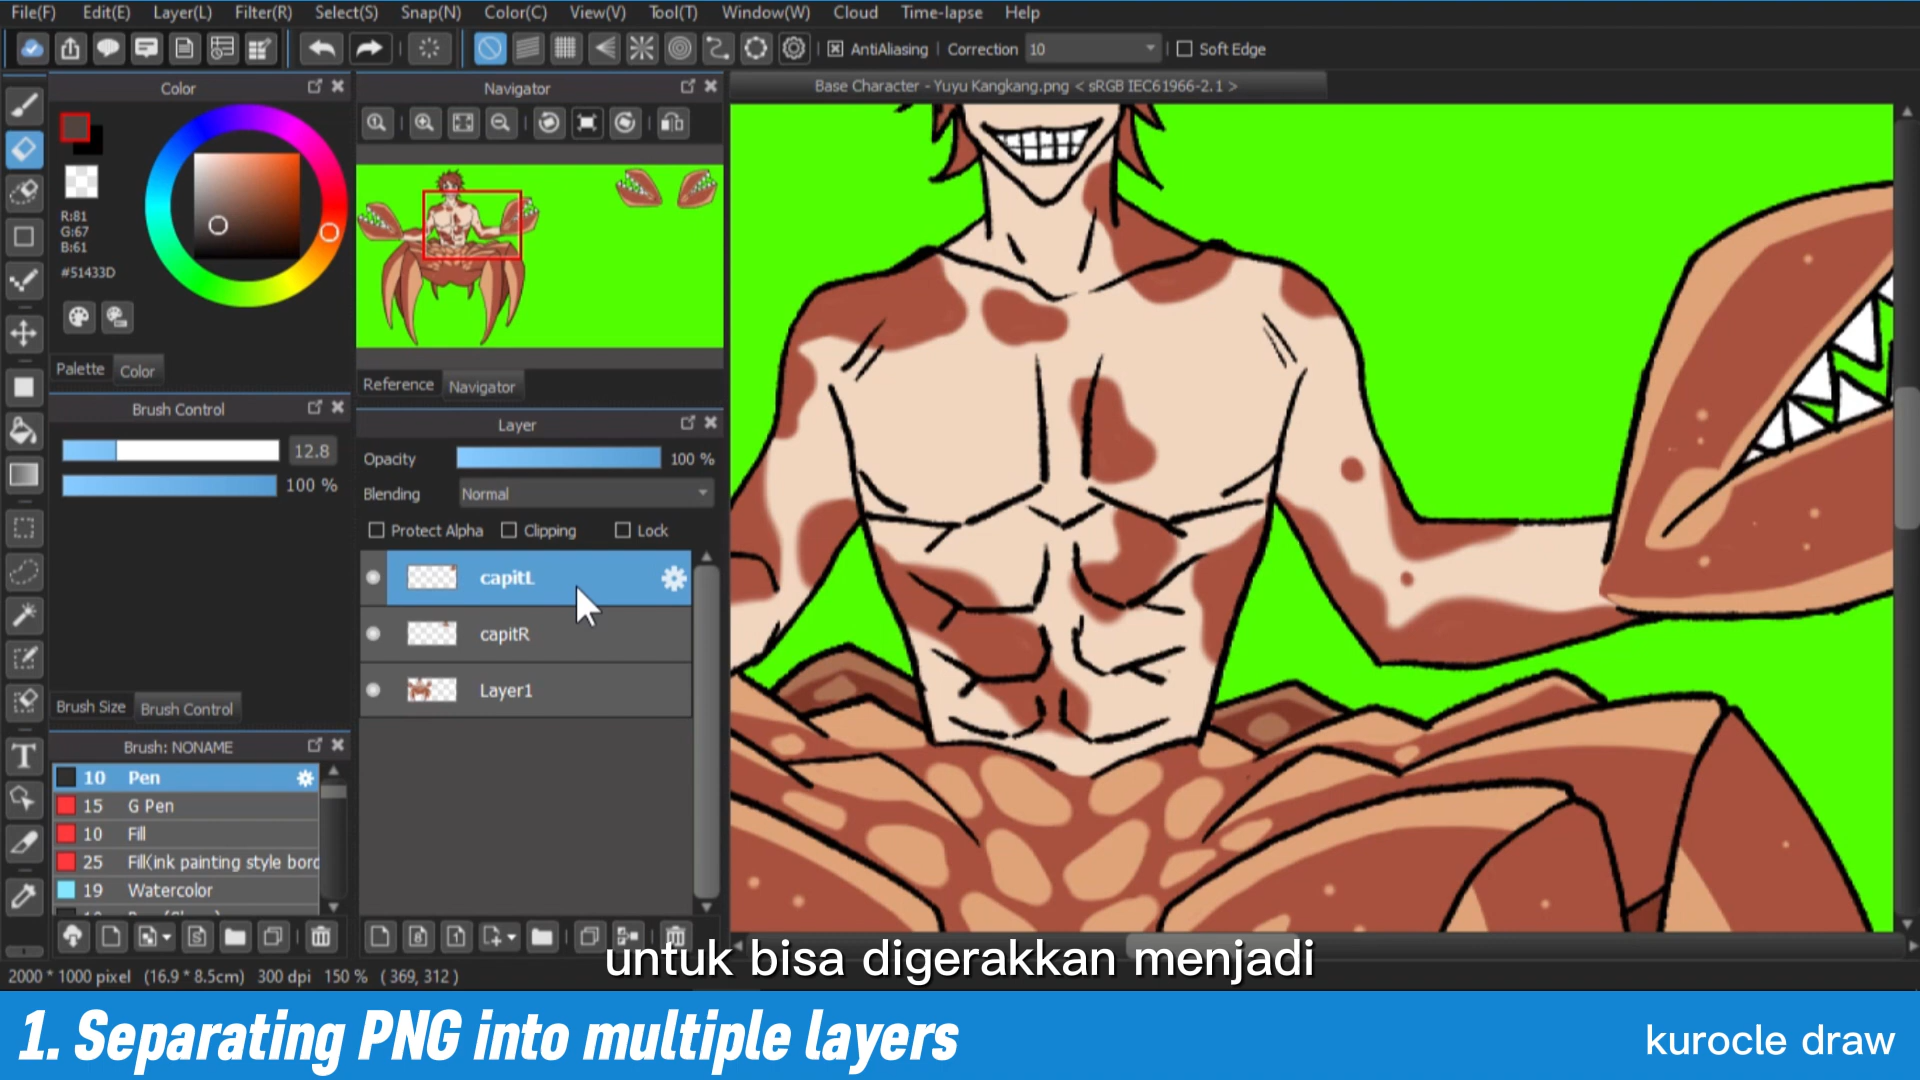 File(F) Edit(E) Layer(L) Filter(R) Select(S) Snap(N) Color(C) View(V) Tool(T) Window(W) Cloud Time-lapse Help
AntiAliasing Correction 10 Soft Edge
Color
Navigator
Base Character - Yuyu Kangkang.png < sRGB IEC61966-2.1 >
R:81
G:67
B:61
#51433D
Palette Color
Reference Navigator
Brush Control
12.8
100 %
Layer
Opacity 100 %
Blending Normal
Protect Alpha Clipping Lock
capitL
capitR
Layer1
Brush Size Brush Control
Brush: NONAME
10 Pen
15 G Pen
10 Fill
25 Fill(ink painting style bord
19 Watercolor
untuk bisa digerakkan menjadi
2000 * 1000 pixel (16.9 * 8.5cm) 300 dpi 150 % ( 369, 312 )
1. Separating PNG into multiple layers
kurocle draw